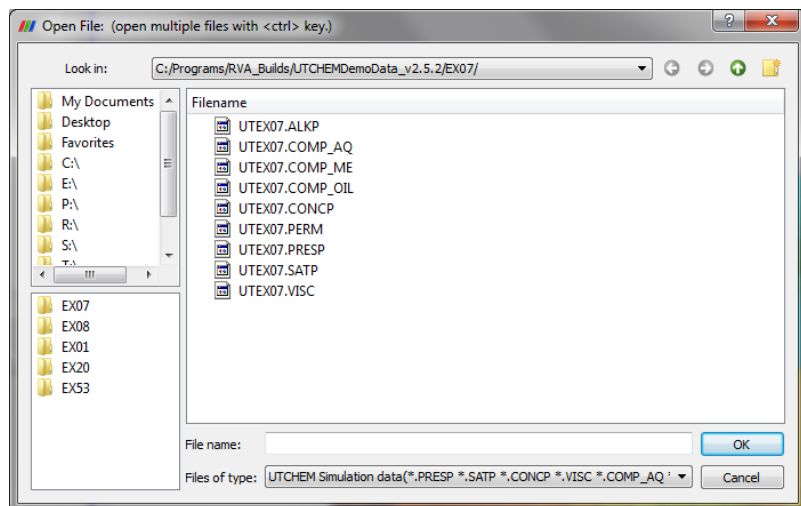 Open File: (open multiple files with <ctrl> key.)
Look in: C:/Programs/RVA_Builds/UTCHEMDemoData_v2.5.2/EX07/
My Documents
Desktop
Favorites
C:\
E:\
P:\
R:\
S:\
T:\
EX07
EX08
EX01
EX20
EX53
Filename
UTEX07.ALKP
UTEX07.COMP_AQ
UTEX07.COMP_ME
UTEX07.COMP_OIL
UTEX07.CONCP
UTEX07.PERM
UTEX07.PRESP
UTEX07.SATP
UTEX07.VISC
File name: OK
Files of type: UTCHEM Simulation data(*.PRESP *.SATP *.CONCP *.VISC *.COMP_AQ * Cancel